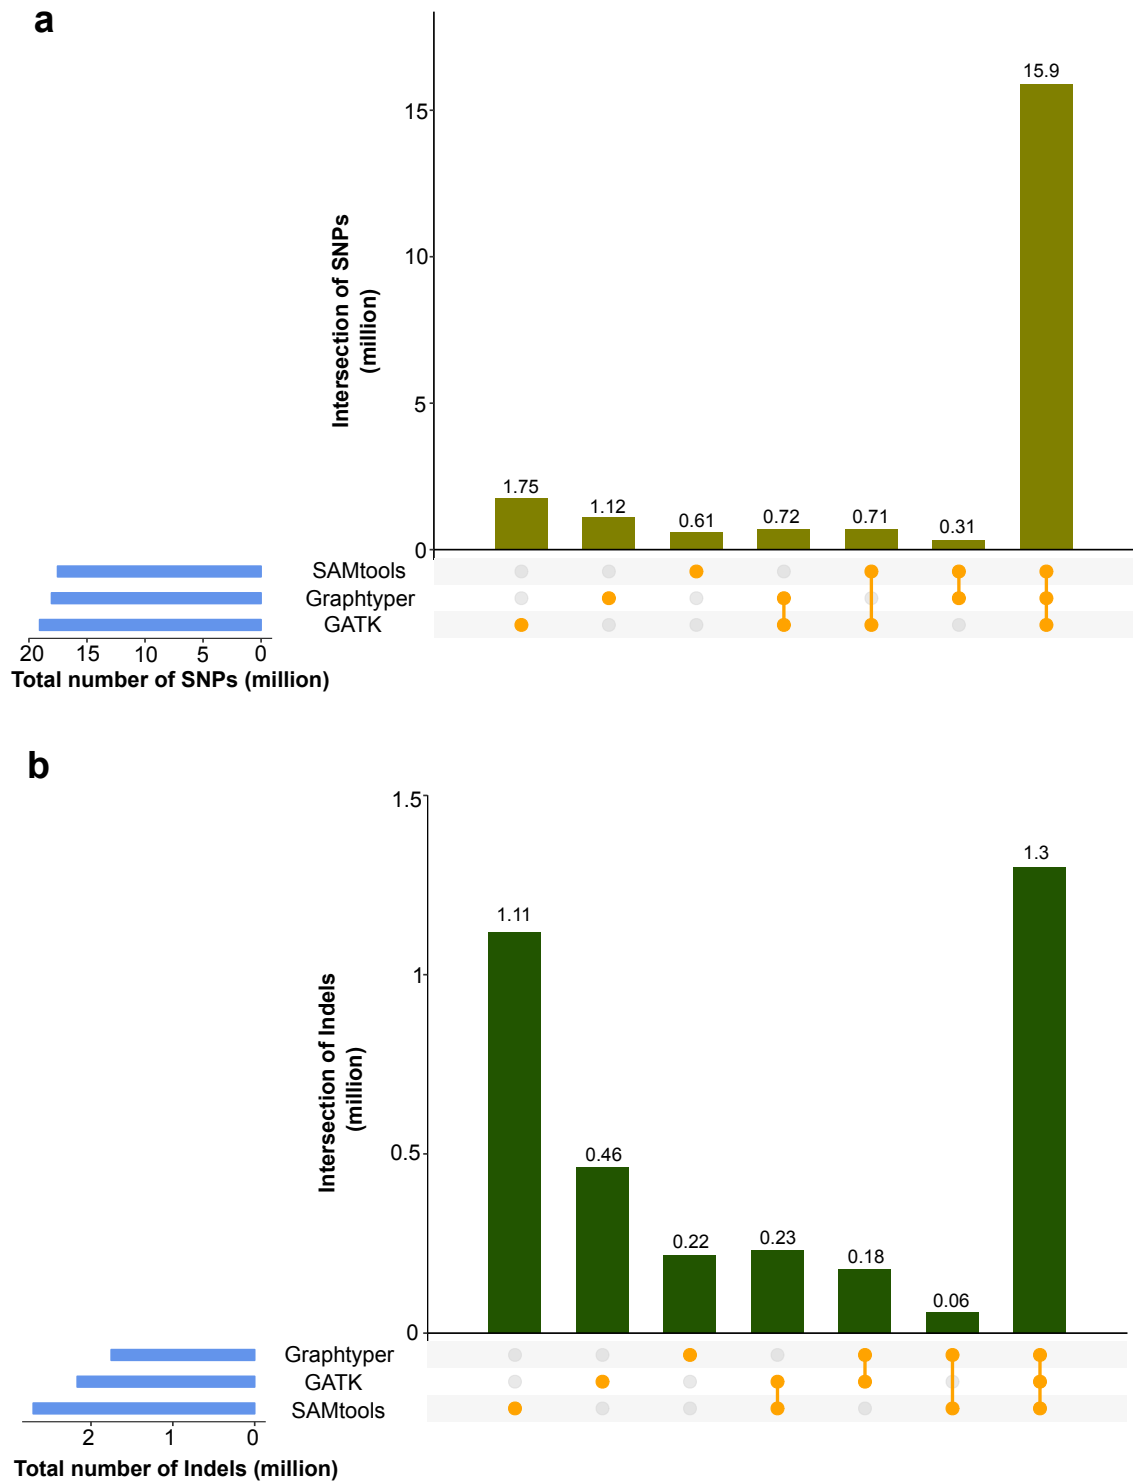 a
Intersection of SNPs
(million)
15
10
5
0
1.75
1.12
0.61
0.72
0.71
0.31
15.9
SAMtools
Graphtyper
GATK
20 15 10 5 0
Total number of SNPs (million)
b
Intersection of Indels
(million)
1.5
1
0.5
0
1.11
0.46
0.22
0.23
0.18
0.06
1.3
Graphtyper
GATK
SAMtools
2 1 0
Total number of Indels (million)